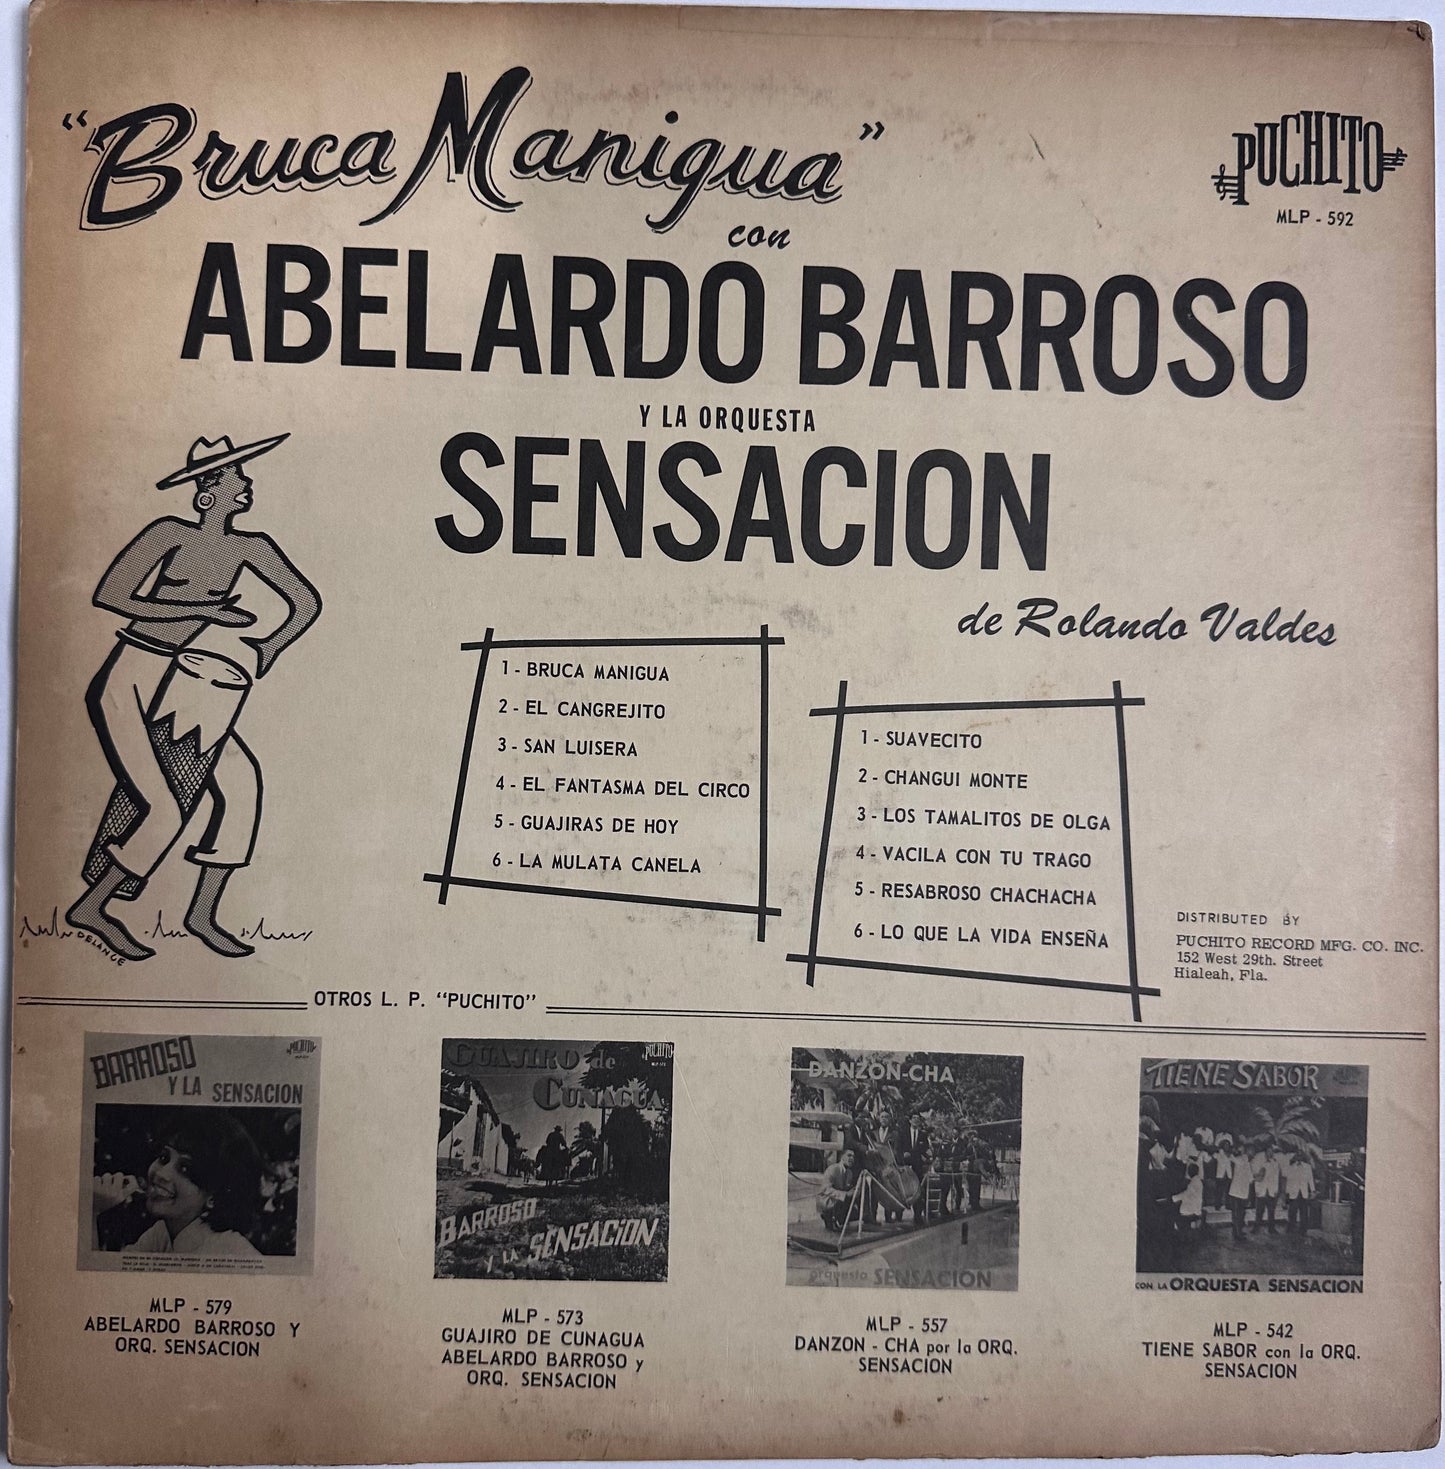 "Bruca Manigua"
PUCHITO
MLP - 592
con
ABELARDO BARROSO
Y LA ORQUESTA
SENSACION
de Rolando Valdes
1 - BRUCA MANIGUA
2 - EL CANGREJITO
3 - SAN LUISERA
4 - EL FANTASMA DEL CIRCO
5 - GUAJIRAS DE HOY
6 - LA MULATA CANELA
1 - SUAVECITO
2 - CHANGUI MONTE
3 - LOS TAMALITOS DE OLGA
4 - VACILA CON TU TRAGO
5 - RESABROSO CHACHACHA
6 - LO QUE LA VIDA ENSEÑA
DISTRIBUTED BY
PUCHITO RECORD MFG. CO. INC.
152 West 29th. Street
Hialeah, Fla.
DELANGE
OTROS L. P. "PUCHITO"
BARROSO
Y LA SENSACION
PUCHITO
MLP - 579
ABELARDO BARROSO Y
ORQ. SENSACION
GUAJIRO de
CUNAGUA
PUCHITO
BARROSO
Y LA SENSACION
MLP - 573
GUAJIRO DE CUNAGUA
ABELARDO BARROSO y
ORQ. SENSACION
DANZON-CHA
orquesta SENSACION
MLP - 557
DANZON - CHA por la ORQ.
SENSACION
TIENE SABOR
CON LA ORQUESTA SENSACION
MLP - 542
TIENE SABOR con la ORQ.
SENSACION